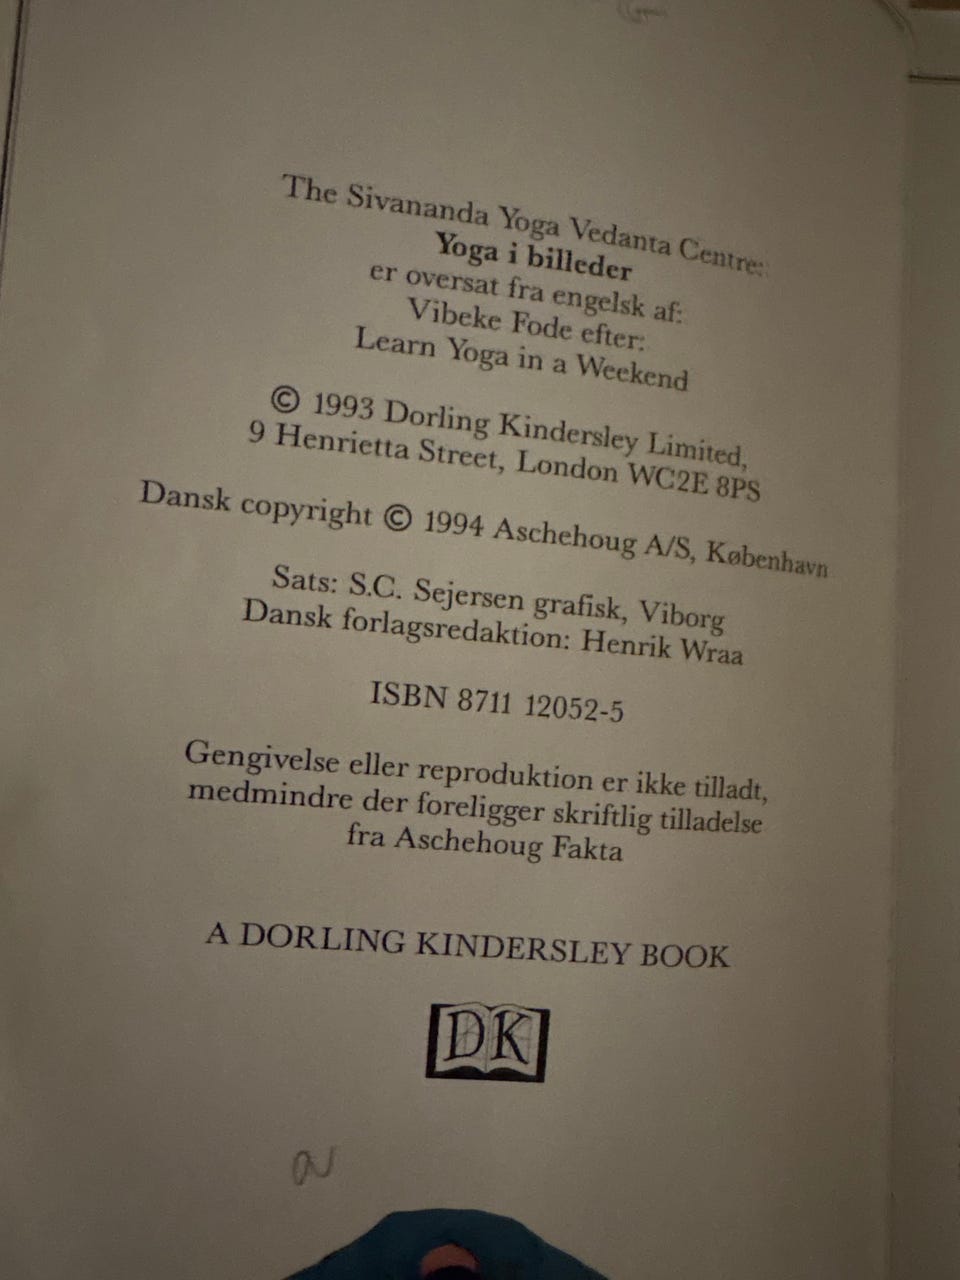 The Sivananda Yoga Vedanta Centre:
Yoga i billeder
er oversat fra engelsk af:
Vibeke Fode efter:
Learn Yoga in a Weekend
© 1993 Dorling Kindersley Limited,
9 Henrietta Street, London WC2E 8PS
Dansk copyright © 1994 Aschehoug A/S, København
Sats: S.C. Sejersen grafisk, Viborg
Dansk forlagsredaktion: Henrik Wraa
ISBN 8711 12052-5
Gengivelse eller reproduktion er ikke tilladt,
medmindre der foreligger skriftlig tilladelse
fra Aschehoug Fakta
A DORLING KINDERSLEY BOOK
DK